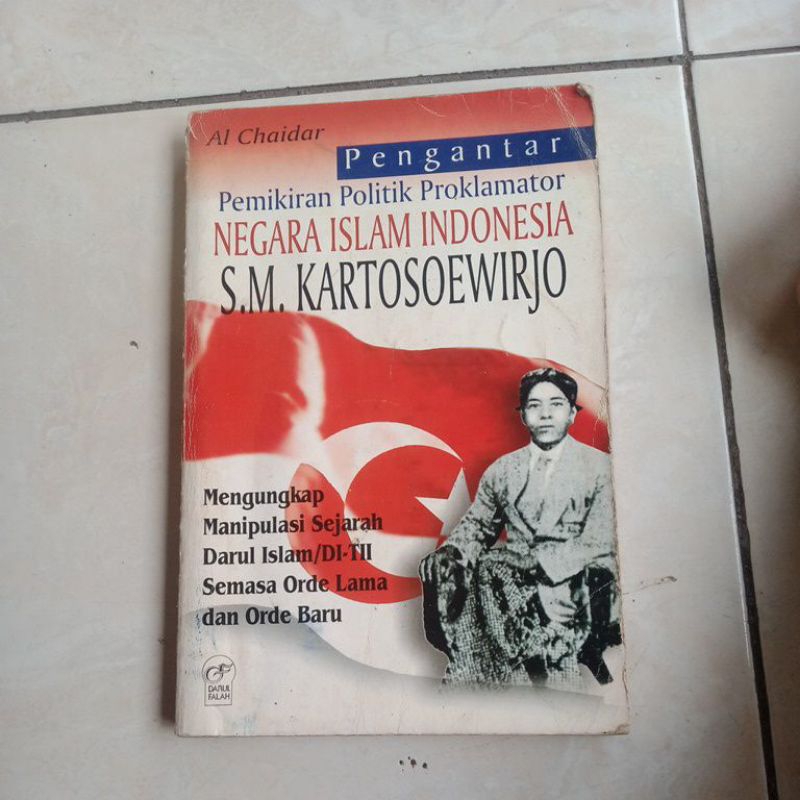 Al Chaidar
Pengantar
Pemikiran Politik Proklamator
NEGARA ISLAM INDONESIA
S.M. KARTOSOEWIRJO
Mengungkap
Manipulasi Sejarah
Darul Islam/DI-TII
Semasa Orde Lama
dan Orde Baru
DARUL
FALAH